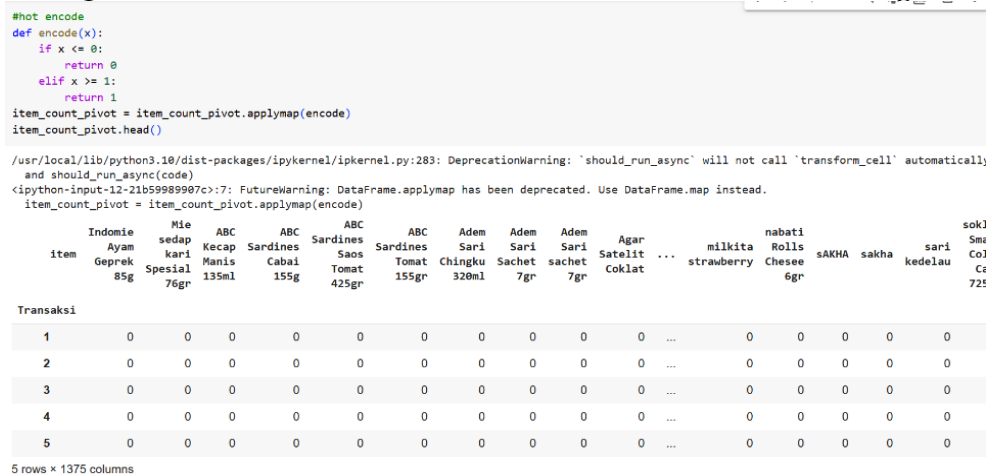 #hot encode
def encode(x):
    if x <= 0:
        return 0
    elif x >= 1:
        return 1
item_count_pivot = item_count_pivot.applymap(encode)
item_count_pivot.head()
/usr/local/lib/python3.10/dist-packages/ipykernel/ipkernel.py:283: DeprecationWarning: `should_run_async` will not call `transform_cell` automatically
  and should_run_async(code)
<ipython-input-12-21b59989907c>:7: FutureWarning: DataFrame.applymap has been deprecated. Use DataFrame.map instead.
  item_count_pivot = item_count_pivot.applymap(encode)
item Indomie Ayam Geprek 85g Mie sedap kari Spesial 76gr ABC Kecap Manis 135ml ABC Sardines Cabai 155g ABC Sardines Saos Tomat 425gr ABC Sardines Tomat 155gr Adem Sari Chingku 320ml Adem Sari Sachet 7gr Adem Sari sachet 7gr Agar Satelit Coklat ... milkita strawberry nabati Rolls Chesee 6gr sAKHA sakha sari kedelau
Transaksi
1 0 0 0 0 0 0 0 0 0 0 ... 0 0 0 0 0
2 0 0 0 0 0 0 0 0 0 0 ... 0 0 0 0 0
3 0 0 0 0 0 0 0 0 0 0 ... 0 0 0 0 0
4 0 0 0 0 0 0 0 0 0 0 ... 0 0 0 0 0
5 0 0 0 0 0 0 0 0 0 0 ... 0 0 0 0 0
5 rows × 1375 columns